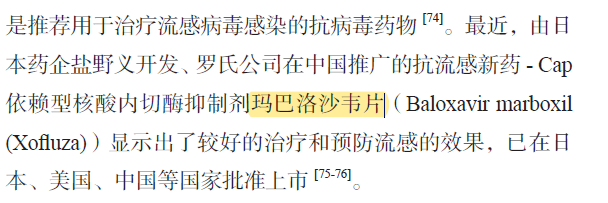 是推荐用于治疗流感病毒感染的抗病毒药物 [74]。最近，由日
本药企盐野义开发、罗氏公司在中国推广的抗流感新药 - Cap
依赖型核酸内切酶抑制剂玛巴洛沙韦片（Baloxavir marboxil
(Xofluza)）显示出了较好的治疗和预防流感的效果，已在日
本、美国、中国等国家批准上市 [75-76]。